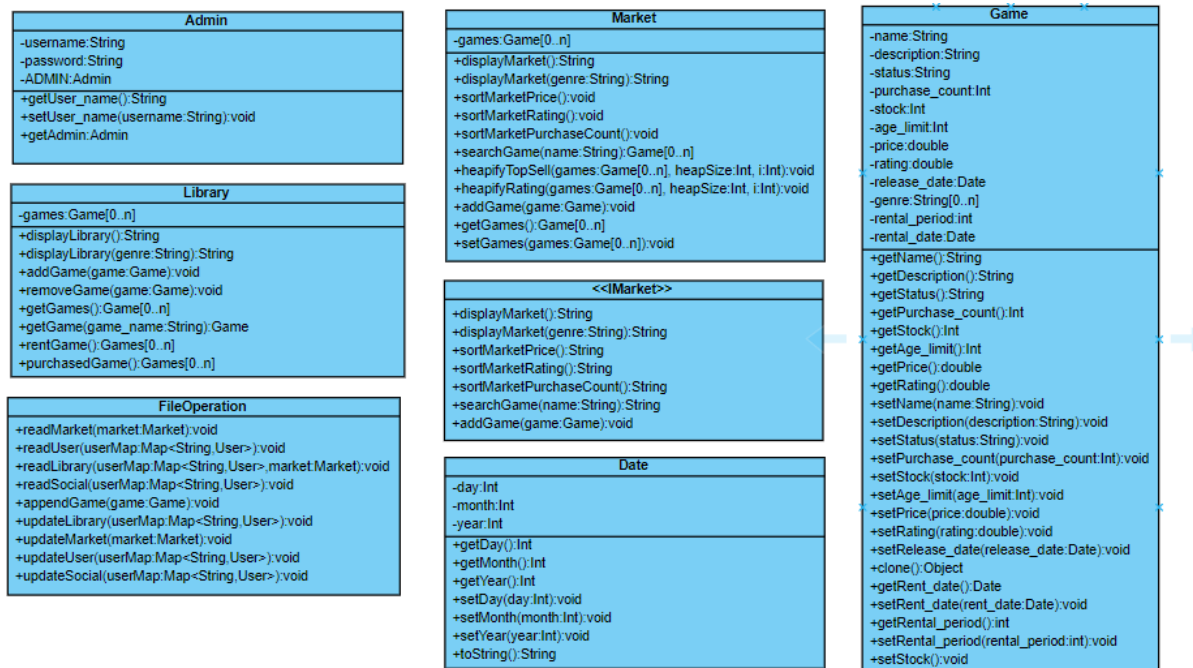 Admin
-username:String
-password:String
-ADMIN:Admin
+getUser_name():String
+setUser_name(username:String):void
+getAdmin:Admin
Library
-games:Game[0..n]
+displayLibrary():String
+displayLibrary(genre:String):String
+addGame(game:Game):void
+removeGame(game:Game):void
+getGames():Game[0..n]
+getGame(game_name:String):Game
+rentGame():Games[0..n]
+purchasedGame():Games[0..n]
FileOperation
+readMarket(market:Market):void
+readUser(userMap:Map<String,User>):void
+readLibrary(userMap:Map<String,User>,market:Market):void
+readSocial(userMap:Map<String,User>):void
+appendGame(game:Game):void
+updateLibrary(userMap:Map<String,User>):void
+updateMarket(market:Market):void
+updateUser(userMap:Map<String,User>):void
+updateSocial(userMap:Map<String,User>):void
Market
-games:Game[0..n]
+displayMarket():String
+displayMarket(genre:String):String
+sortMarketPrice():void
+sortMarketRating():void
+sortMarketPurchaseCount():void
+searchGame(name:String):Game[0..n]
+heapifyTopSell(games:Game[0..n], heapSize:Int, i:Int):void
+heapifyRating(games:Game[0..n], heapSize:Int, i:Int):void
+addGame(game:Game):void
+getGames():Game[0..n]
+setGames(games:Game[0..n]):void
<<IMarket>>
+displayMarket():String
+displayMarket(genre:String):String
+sortMarketPrice():String
+sortMarketRating():String
+sortMarketPurchaseCount():String
+searchGame(name:String):String
+addGame(game:Game):void
Date
-day:Int
-month:Int
-year:Int
+getDay():Int
+getMonth():Int
+getYear():Int
+setDay(day:Int):void
+setMonth(month:Int):void
+setYear(year:Int):void
+toString():String
Game
-name:String
-description:String
-status:String
-purchase_count:Int
-stock:Int
-age_limit:Int
-price:double
-rating:double
-release_date:Date
-genre:String[0..n]
-rental_period:int
-rental_date:Date
+getName():String
+getDescription():String
+getStatus():String
+getPurchase_count():Int
+getStock():Int
+getAge_limit():Int
+getPrice():double
+getRating():double
+setName(name:String):void
+setDescription(description:String):void
+setStatus(status:String):void
+setPurchase_count(purchase_count:Int):void
+setStock(stock:Int):void
+setAge_limit(age_limit:Int):void
+setPrice(price:double):void
+setRating(rating:double):void
+setRelease_date(release_date:Date):void
+clone():Object
+getRent_date():Date
+setRent_date(rent_date:Date):void
+getRental_period():int
+setRental_period(rental_period:int):void
+setStock():void